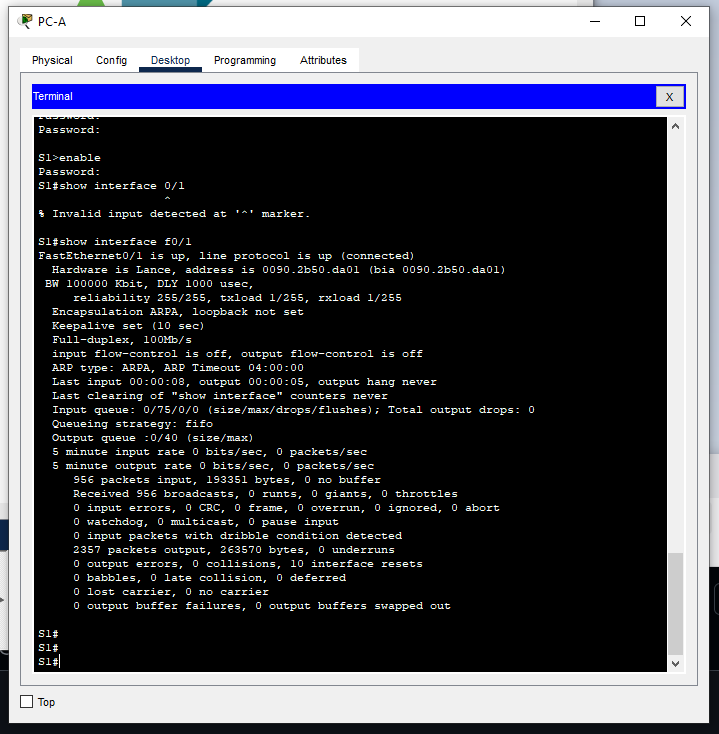 PC-A
Physical Config Desktop Programming Attributes
Terminal X
Password:
Password:
S1>enable
Password:
S1#show interface 0/1
^
% Invalid input detected at '^' marker.
S1#show interface f0/1
FastEthernet0/1 is up, line protocol is up (connected)
Hardware is Lance, address is 0090.2b50.da01 (bia 0090.2b50.da01)
BW 100000 Kbit, DLY 1000 usec,
reliability 255/255, txload 1/255, rxload 1/255
Encapsulation ARPA, loopback not set
Keepalive set (10 sec)
Full-duplex, 100Mb/s
input flow-control is off, output flow-control is off
ARP type: ARPA, ARP Timeout 04:00:00
Last input 00:00:08, output 00:00:05, output hang never
Last clearing of "show interface" counters never
Input queue: 0/75/0/0 (size/max/drops/flushes); Total output drops: 0
Queueing strategy: fifo
Output queue :0/40 (size/max)
5 minute input rate 0 bits/sec, 0 packets/sec
5 minute output rate 0 bits/sec, 0 packets/sec
956 packets input, 193351 bytes, 0 no buffer
Received 956 broadcasts, 0 runts, 0 giants, 0 throttles
0 input errors, 0 CRC, 0 frame, 0 overrun, 0 ignored, 0 abort
0 watchdog, 0 multicast, 0 pause input
0 input packets with dribble condition detected
2357 packets output, 263570 bytes, 0 underruns
0 output errors, 0 collisions, 10 interface resets
0 babbles, 0 late collision, 0 deferred
0 lost carrier, 0 no carrier
0 output buffer failures, 0 output buffers swapped out
S1#
S1#
S1#
Top